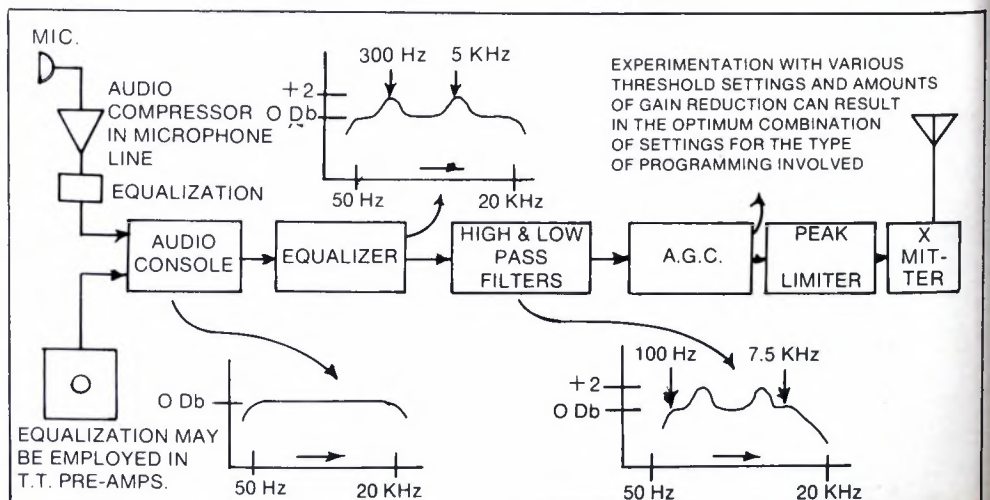 MIC.
AUDIO
COMPRESSOR
IN MICROPHONE
LINE
EQUALIZATION
300 Hz
5 KHz
+2
0 Db
50 Hz
20 KHz
EXPERIMENTATION WITH VARIOUS
THRESHOLD SETTINGS AND AMOUNTS
OF GAIN REDUCTION CAN RESULT
IN THE OPTIMUM COMBINATION
OF SETTINGS FOR THE TYPE
OF PROGRAMMING INVOLVED
AUDIO
CONSOLE
EQUALIZER
HIGH & LOW
PASS
FILTERS
A.G.C.
PEAK
LIMITER
X
MIT-
TER
EQUALIZATION MAY
BE EMPLOYED IN
T.T. PRE-AMPS.
0 Db
50 Hz
20 KHz
100 Hz
7.5 KHz
+2
0 Db
50 Hz
20 KHz